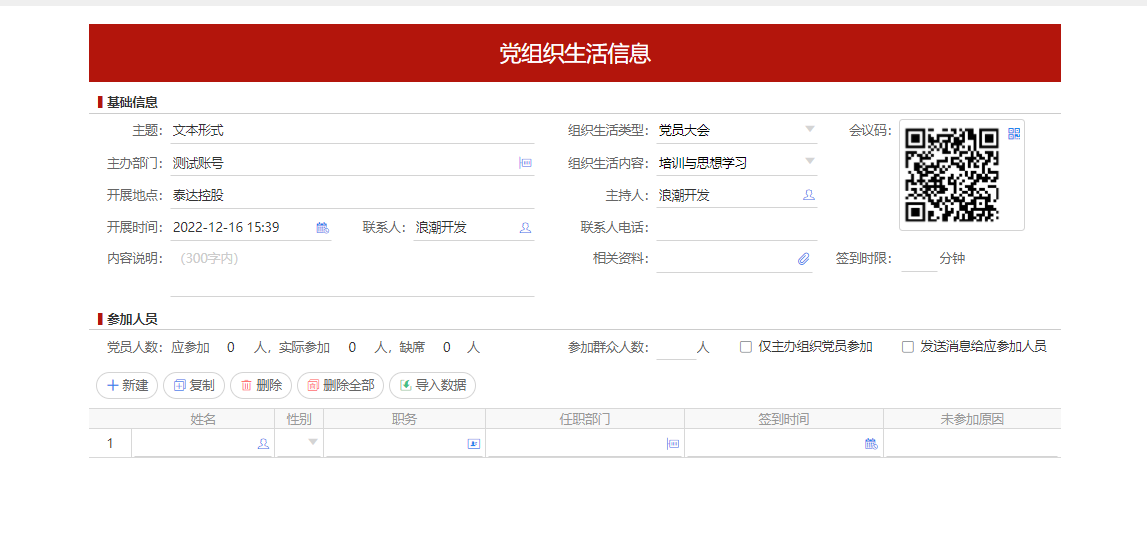 党组织生活信息
基础信息
主题： 文本形式 组织生活类型： 党员大会 会议码：
主办部门： 测试账号 组织生活内容： 培训与思想学习
开展地点： 泰达控股 主持人： 浪潮开发
开展时间： 2022-12-16 15:39 联系人： 浪潮开发 联系人电话：
内容说明： （300字内） 相关资料： 签到时限： 分钟
参加人员
党员人数： 应参加 0 人，实际参加 0 人，缺席 0 人 参加群众人数： 人 仅主办组织党员参加 发送消息给应参加人员
新建 复制 删除 删除全部 导入数据
姓名 性别 职务 任职部门 签到时间 未参加原因
1